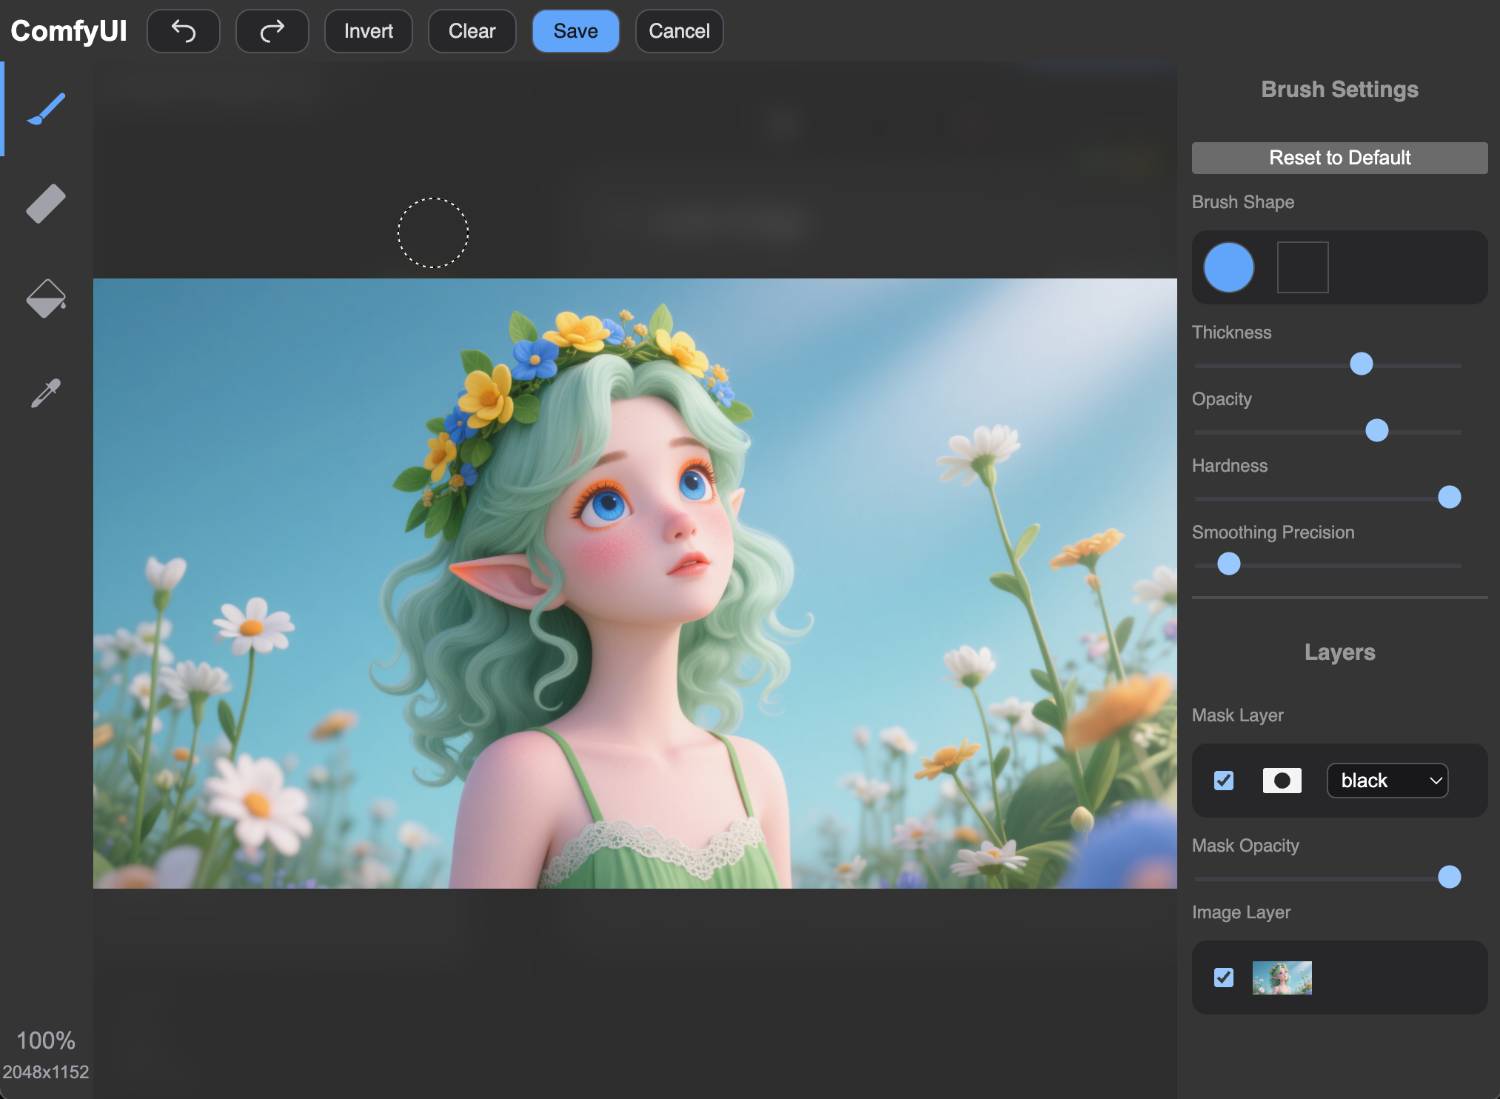 ComfyUI
Invert
Clear
Save
Cancel
Brush Settings
Reset to Default
Brush Shape
Thickness
Opacity
Hardness
Smoothing Precision
Layers
Mask Layer
black
Mask Opacity
Image Layer
100%
2048x1152